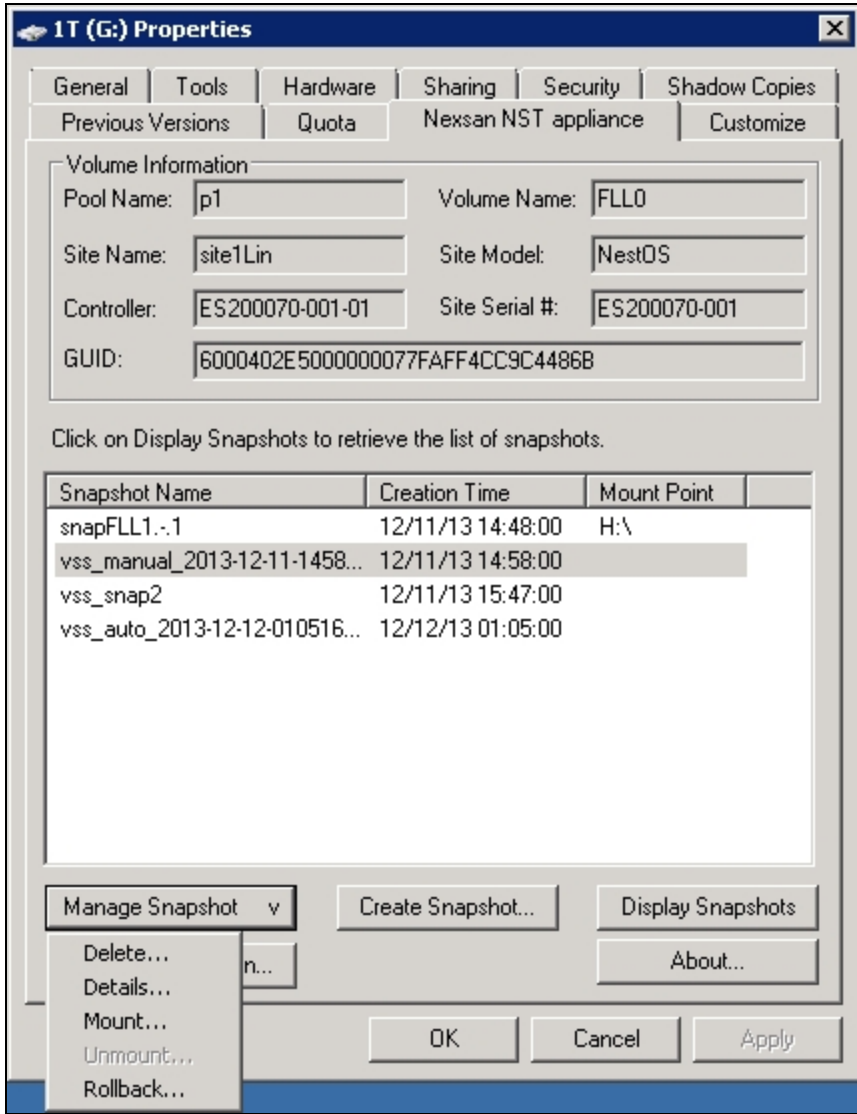 1T (G:) Properties
General Tools Hardware Sharing Security Shadow Copies
Previous Versions Quota Nexsan NST appliance Customize
Volume Information
Pool Name: p1 Volume Name: FLL0
Site Name: site1Lin Site Model: NestOS
Controller: ES200070-001-01 Site Serial #: ES200070-001
GUID: 6000402E5000000077FAFF4CC9C4486B
Click on Display Snapshots to retrieve the list of snapshots.
Snapshot Name Creation Time Mount Point
snapFLL1.-.1 12/11/13 14:48:00 H:\
vss_manual_2013-12-11-1458... 12/11/13 14:58:00
vss_snap2 12/11/13 15:47:00
vss_auto_2013-12-12-010516... 12/12/13 01:05:00
Manage Snapshot v Create Snapshot... Display Snapshots
Delete... n... About...
Details...
Mount... OK Cancel Apply
Unmount...
Rollback...